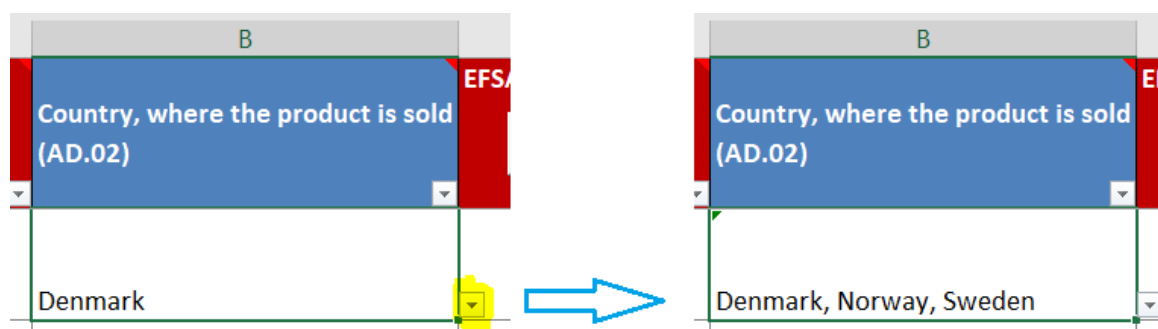 B
Country, where the product is sold
(AD.02)
EFSA
Denmark
B
Country, where the product is sold
(AD.02)
Denmark, Norway, Sweden